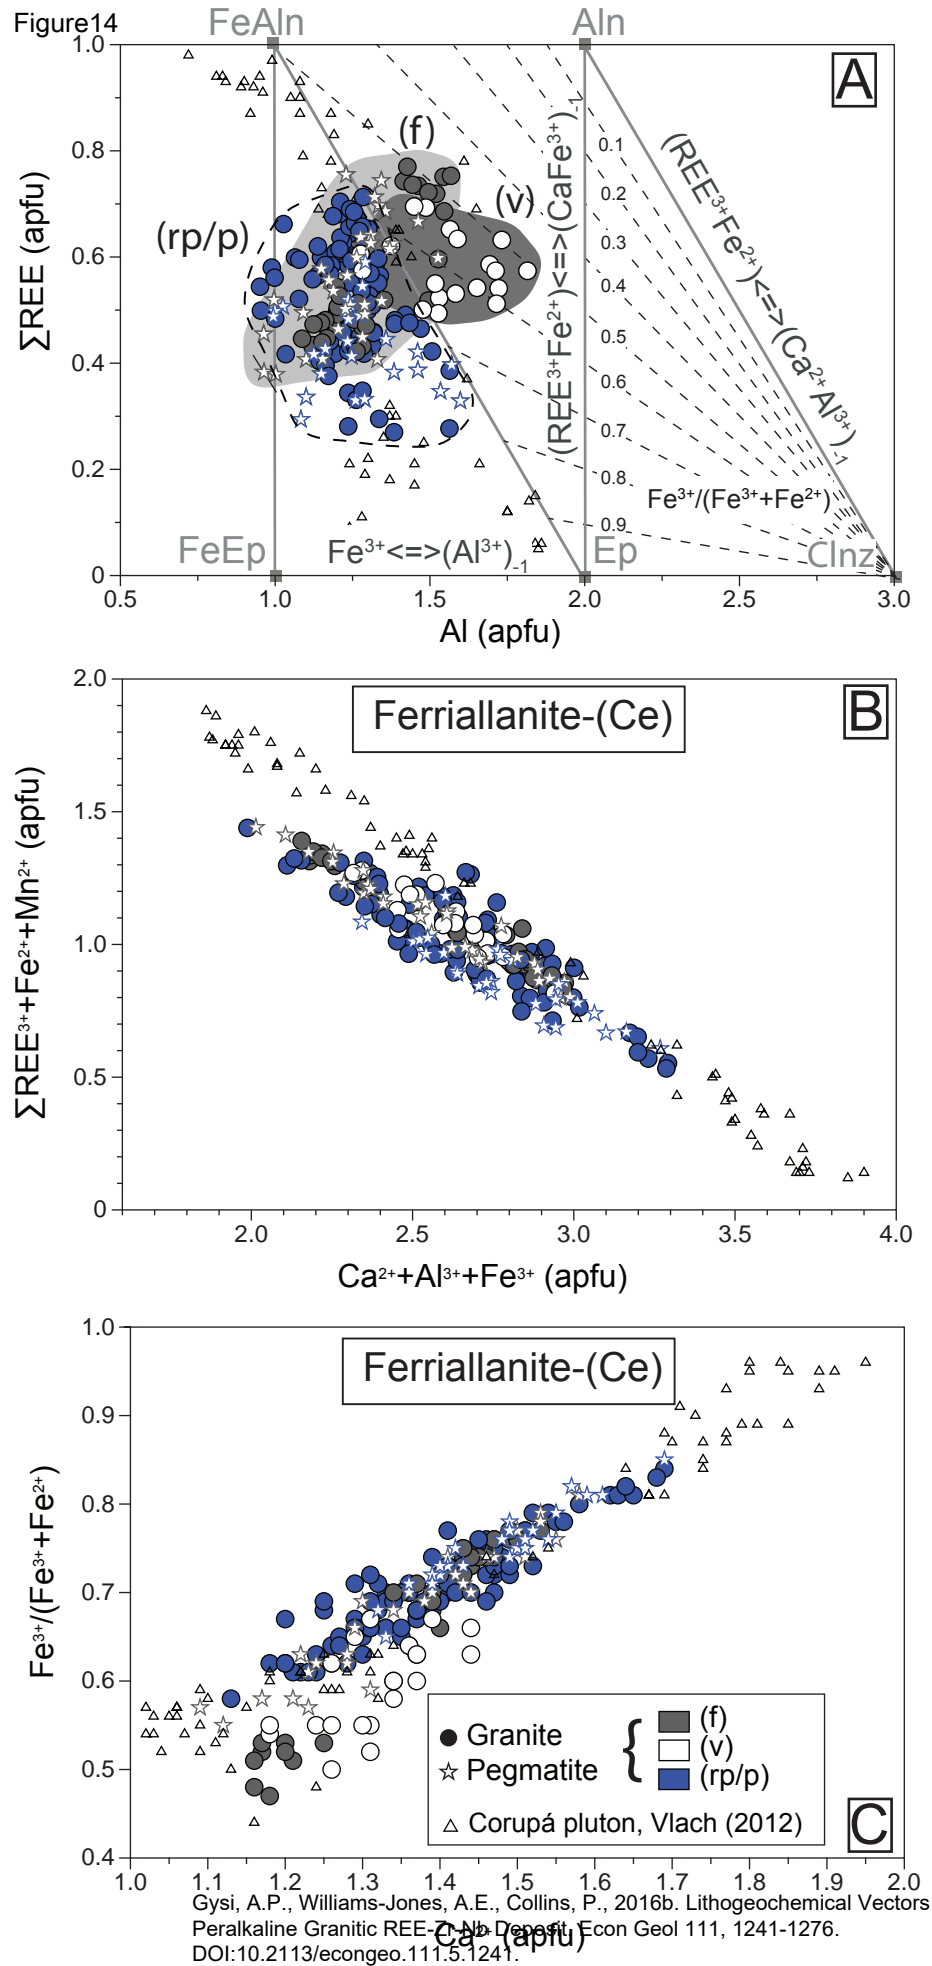 Figure14
FeAln
Aln
A
1.0
0.8
0.6
0.4
0.2
0
∑REE (apfu)
(f)
(v)
(rp/p)
(REE³⁺Fe²⁺)<=>(CaFe³⁺)₋₁
(REE³⁺Fe²⁺)<=>(Ca²⁺Al³⁺)₋₁
0.1
0.2
0.3
0.4
0.5
0.6
0.7
0.8
0.9
Fe³⁺/(Fe³⁺+Fe²⁺)
FeEp
Fe³⁺<=>(Al³⁺)₋₁
Ep
Clnz
0.5 1.0 1.5 2.0 2.5 3.0
Al (apfu)
Ferriallanite-(Ce)
B
2.0
1.5
1.0
0.5
0
∑REE³⁺+Fe²⁺+Mn²⁺ (apfu)
2.0 2.5 3.0 3.5 4.0
Ca²⁺+Al³⁺+Fe³⁺ (apfu)
Ferriallanite-(Ce)
1.0
0.9
0.8
0.7
0.6
0.5
0.4
Fe³⁺/(Fe³⁺+Fe²⁺)
Granite
Pegmatite
{
(f)
(v)
(rp/p)
Corupá pluton, Vlach (2012)
C
1.0 1.1 1.2 1.3 1.4 1.5 1.6 1.7 1.8 1.9 2.0
Ca²⁺ (apfu)
Gysi, A.P., Williams-Jones, A.E., Collins, P., 2016b. Lithogeochemical Vectors
Peralkaline Granitic REE-Zr-Nb Deposit. Econ Geol 111, 1241-1276.
DOI:10.2113/econgeo.111.5.1241.